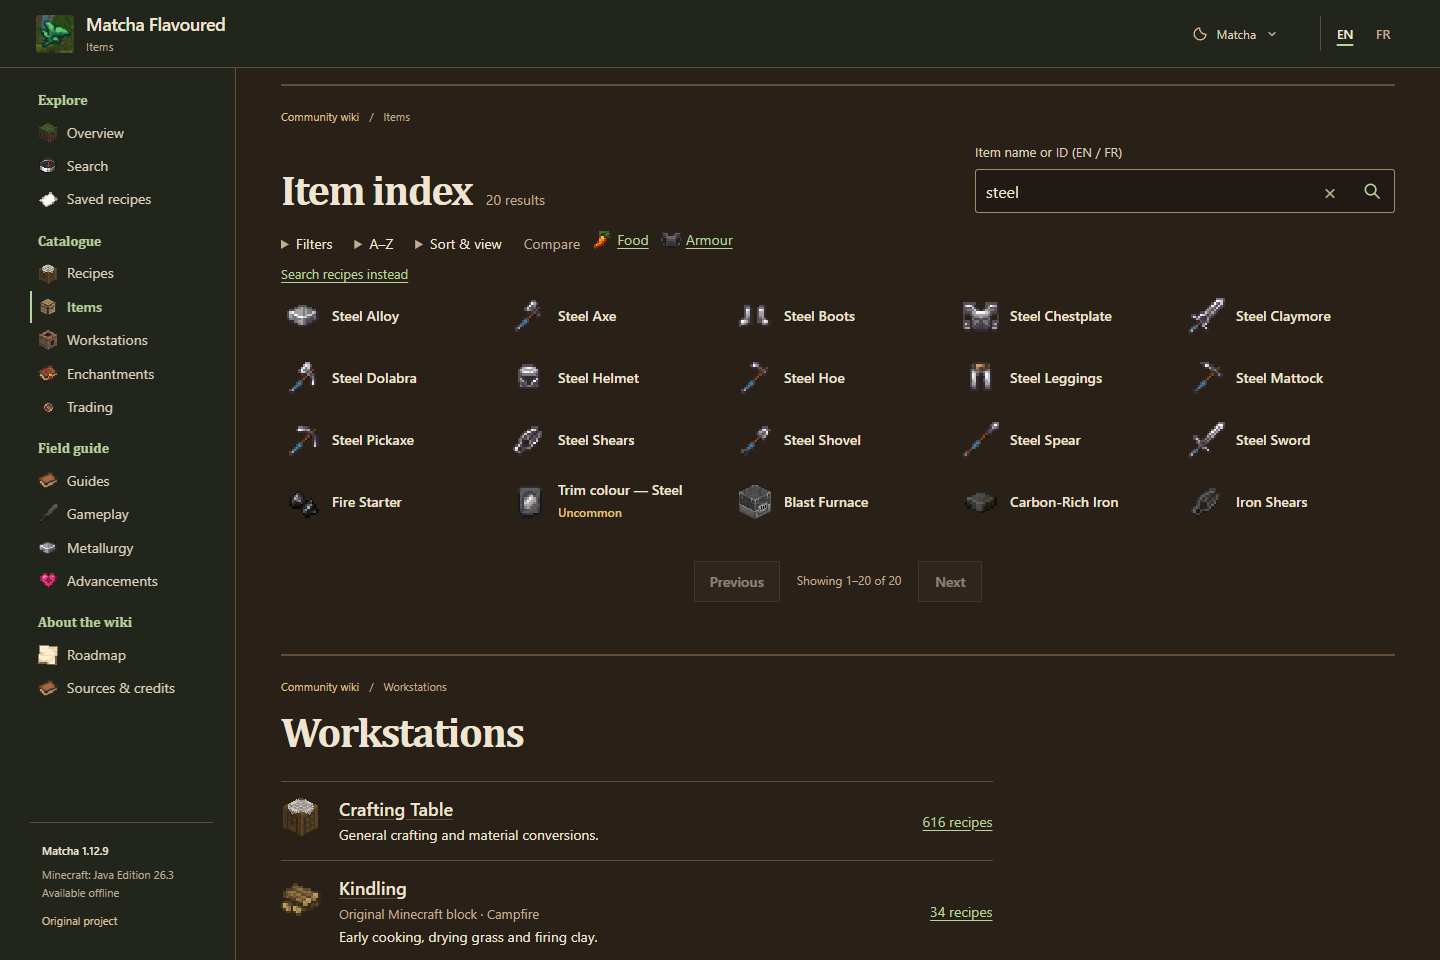 Matcha Flavoured
Items
Matcha
EN
FR
Explore
Overview
Search
Saved recipes
Catalogue
Recipes
Items
Workstations
Enchantments
Trading
Field guide
Guides
Gameplay
Metallurgy
Advancements
About the wiki
Roadmap
Sources & credits
Matcha 1.12.9
Minecraft: Java Edition 26.3
Available offline
Original project
Community wiki / Items
Item name or ID (EN / FR)
steel
Item index 20 results
Filters A–Z Sort & view Compare Food Armour
Search recipes instead
Steel Alloy
Steel Axe
Steel Boots
Steel Chestplate
Steel Claymore
Steel Dolabra
Steel Helmet
Steel Hoe
Steel Leggings
Steel Mattock
Steel Pickaxe
Steel Shears
Steel Shovel
Steel Spear
Steel Sword
Fire Starter
Trim colour — Steel
Uncommon
Blast Furnace
Carbon-Rich Iron
Iron Shears
Previous
Showing 1–20 of 20
Next
Community wiki / Workstations
Workstations
Crafting Table
General crafting and material conversions.
616 recipes
Kindling
Original Minecraft block · Campfire
Early cooking, drying grass and firing clay.
34 recipes